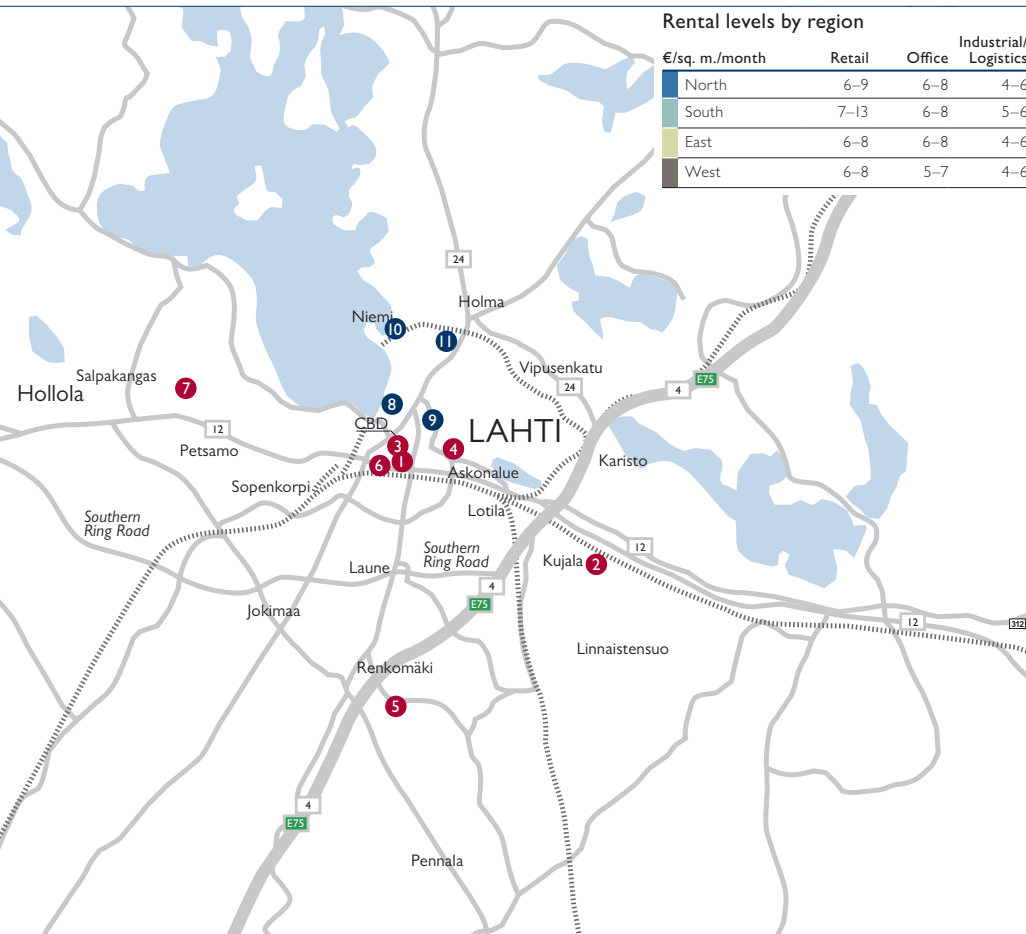 Rental levels by region
€/sq. m./month Retail Office Industrial/
Logistics
North 6–9 6–8 4–6
South 7–13 6–8 5–6
East 6–8 6–8 4–6
West 6–8 5–7 4–6
24
Holma
Niemi
10
11
Vipusenkatu
24
4
E75
Salpakangas
7
Hollola
8
9
CBD
LAHTI
12
3
4
Petsamo
6
1
Askonalue
Karisto
Sopenkorpi
Lotila
Southern
Ring Road
Southern
Ring Road
12
Kujala
2
Laune
4
E75
Jokimaa
12
312
Linnaistensuo
Renkomäki
5
4
E75
Pennala